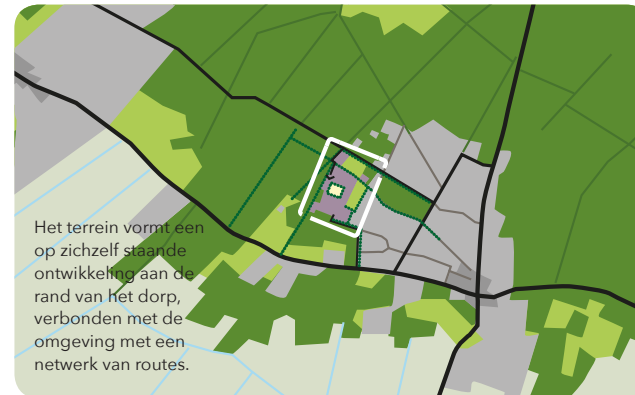 Het terrein vormt een
op zichzelf staande
ontwikkeling aan de
rand van het dorp,
verbonden met de
omgeving met een
netwerk van routes.